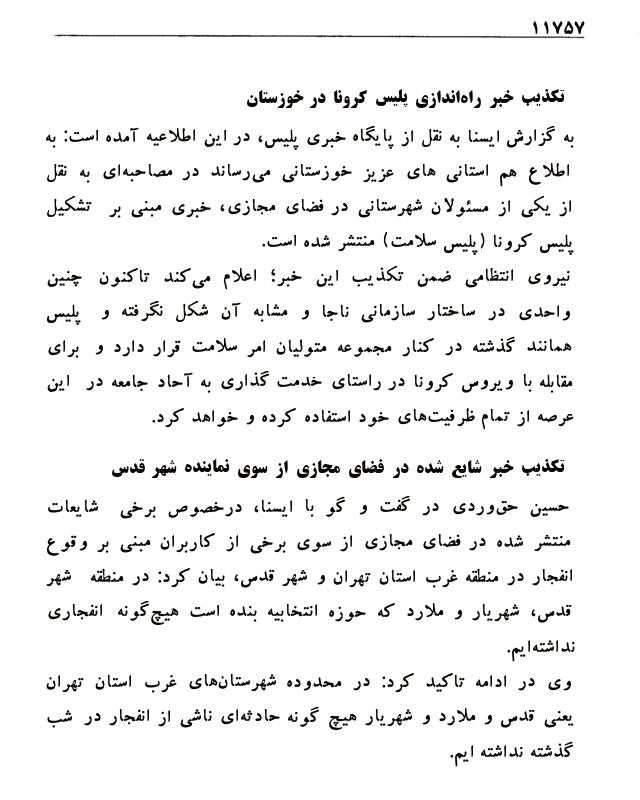 ۱۱۷۵۷
تکذیب خبر راه‌اندازی پلیس کرونا در خوزستان
به گزارش ایسنا به نقل از پایگاه خبری پلیس، در این اطلاعیه آمده است: به
اطلاع هم استانی های عزیز خوزستانی می‌رساند در مصاحبه‌ای به نقل
از یکی از مسئولان شهرستانی در فضای مجازی، خبری مبنی بر تشکیل
پلیس کرونا (پلیس سلامت) منتشر شده است.
نیروی انتظامی ضمن تکذیب این خبر؛ اعلام می‌کند تاکنون چنین
واحدی در ساختار سازمانی ناجا و مشابه آن شکل نگرفته و پلیس
همانند گذشته در کنار مجموعه متولیان امر سلامت قرار دارد و برای
مقابله با ویروس کرونا در راستای خدمت گذاری به آحاد جامعه در این
عرصه از تمام ظرفیت‌های خود استفاده کرده و خواهد کرد.
تکذیب خبر شایع شده در فضای مجازی از سوی نماینده شهر قدس
حسین حق‌وردی در گفت و گو با ایسنا، درخصوص برخی شایعات
منتشر شده در فضای مجازی از سوی برخی از کاربران مبنی بر وقوع
انفجار در منطقه غرب استان تهران و شهر قدس، بیان کرد: در منطقه شهر
قدس، شهریار و ملارد که حوزه انتخابیه بنده است هیچ‌گونه انفجاری
نداشته‌ایم.
وی در ادامه تاکید کرد: در محدوده شهرستان‌های غرب استان تهران
یعنی قدس و ملارد و شهریار هیچ گونه حادثه‌ای ناشی از انفجار در شب
گذشته نداشته ایم.